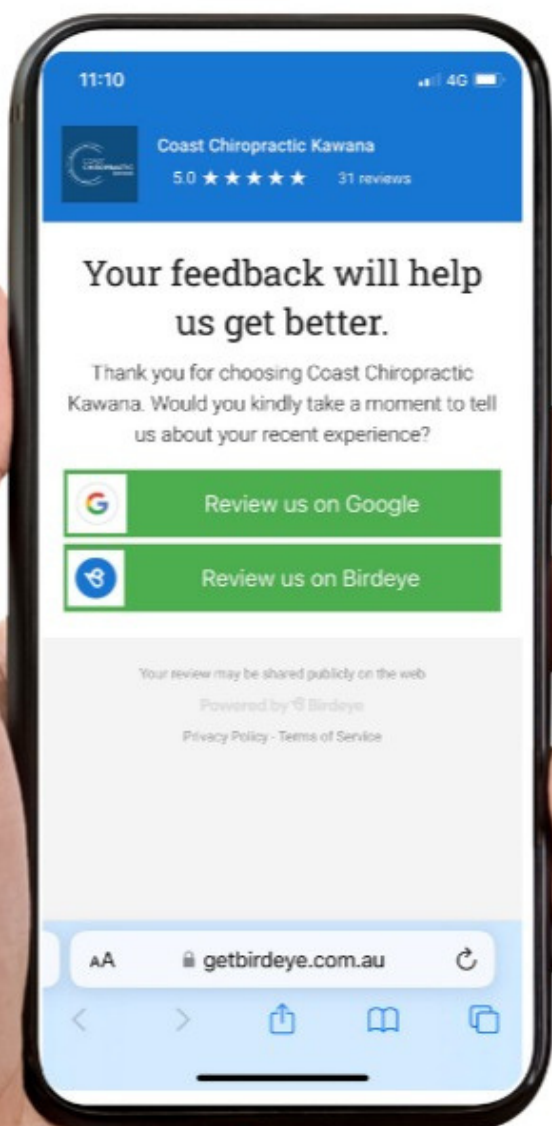 11:10
4G
COAST
CHIROPRACTIC
Coast Chiropractic Kawana
5.0 ★★★★★ 31 reviews
Your feedback will help
us get better.
Thank you for choosing Coast Chiropractic
Kawana. Would you kindly take a moment to tell
us about your recent experience?
Review us on Google
Review us on Birdeye
Your review may be shared publicly on the web
Powered by Birdeye
Privacy Policy - Terms of Service
AA
getbirdeye.com.au